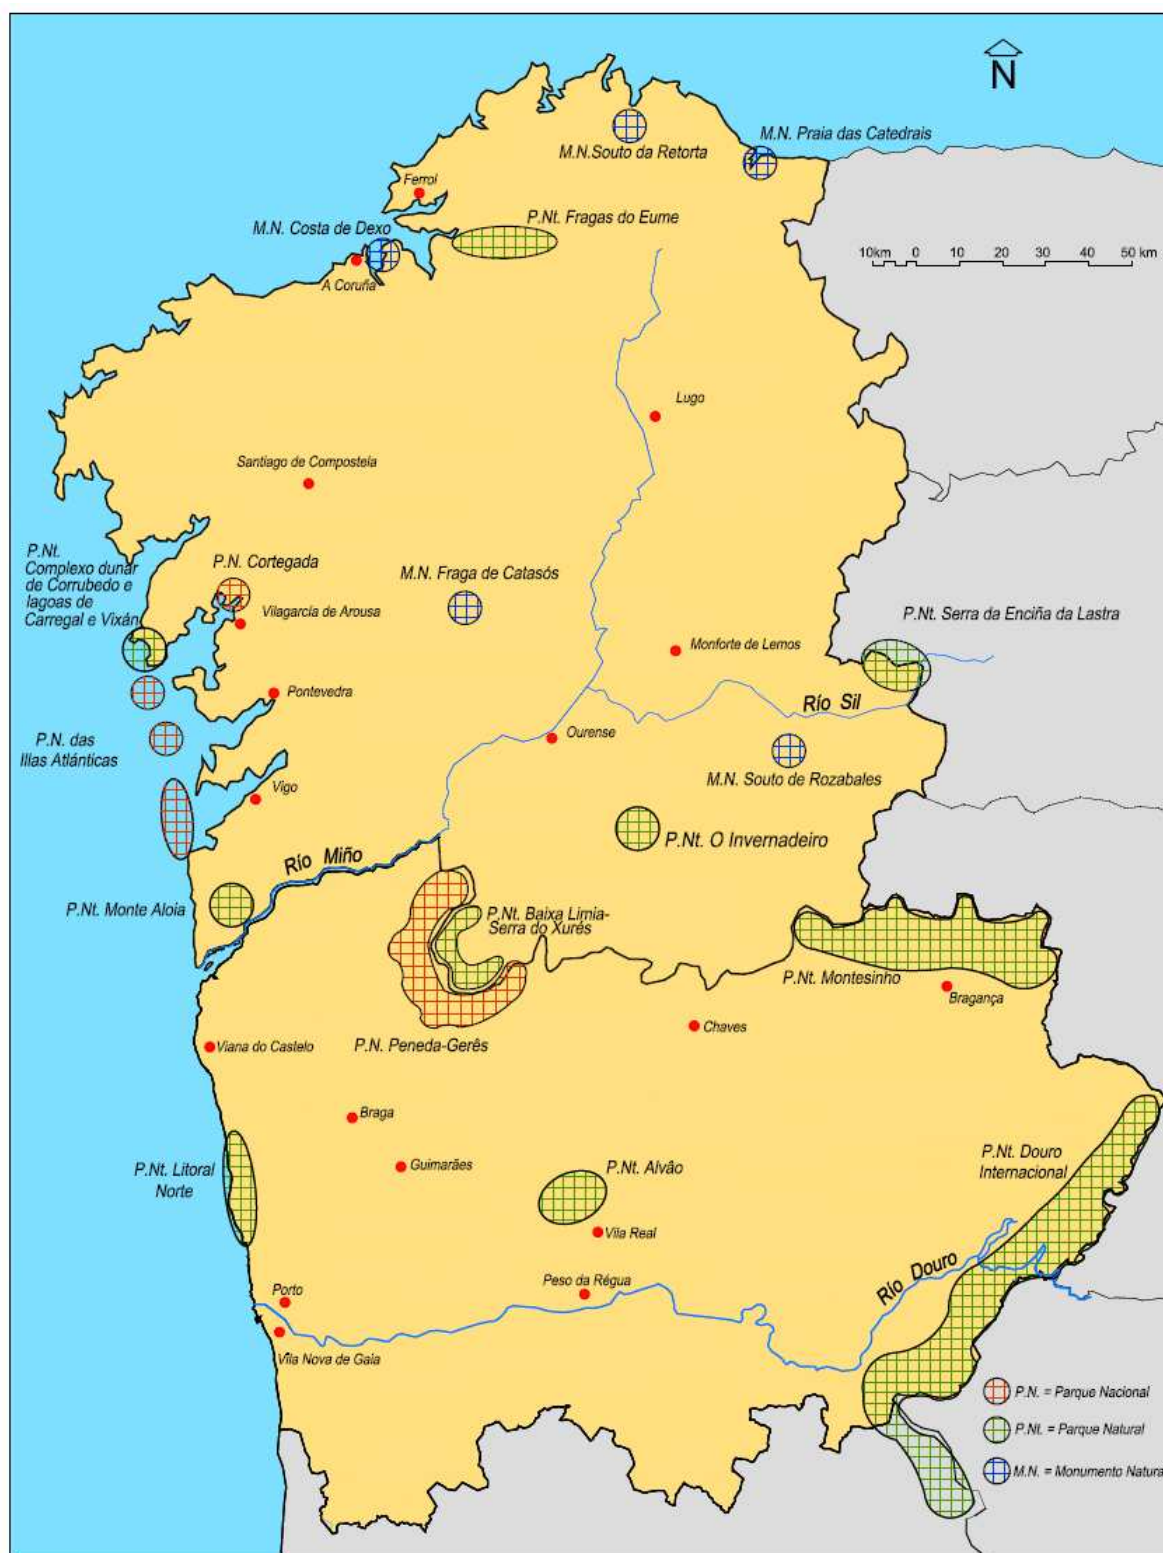 N
M.N. Praia das Catedrais
M.N.Souto da Retorta
Ferrol
P.Nt. Fragas do Eume
M.N. Costa de Dexo
A Coruña
10km 0 10 20 30 40 50 km
Lugo
Santiago de Compostela
P.Nt.
Complexo dunar
de Corrubedo e
lagoas de
Carregal e Vixán
P.N. Cortegada
M.N. Fraga de Catasós
Vilagarcía de Arousa
P.Nt. Serra da Enciña da Lastra
Monforte de Lemos
Pontevedra
Río Sil
P.N. das
Illas Atlánticas
Ourense
M.N. Souto de Rozabales
Vigo
P.Nt. O Invernadeiro
Río Miño
P.Nt. Monte Aloia
P.Nt. Baixa Limia-
Serra do Xurés
P.Nt. Montesinho
Bragança
Chaves
P.N. Peneda-Gerês
Viana do Castelo
Braga
Guimarães
P.Nt. Litoral
Norte
P.Nt. Alvâo
P.Nt. Douro
Internacional
Vila Real
Río Douro
Peso da Régua
Porto
Vila Nova de Gaia
P.N. = Parque Nacional
P.Nt. = Parque Natural
M.N. = Monumento Natural